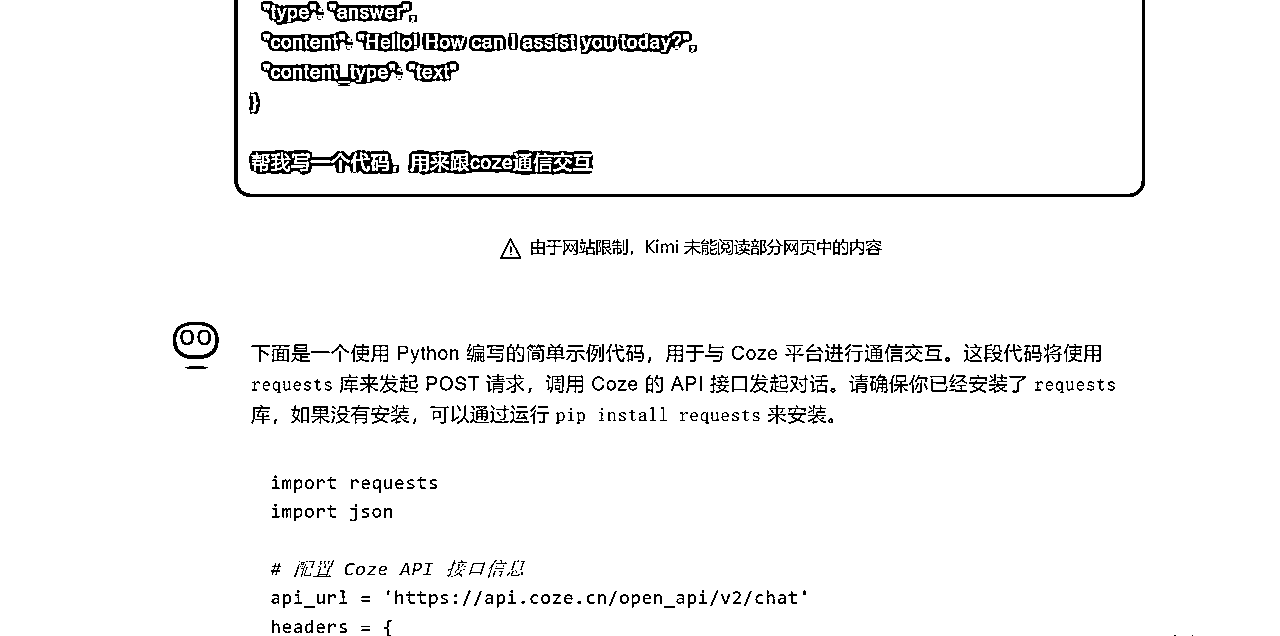 "type": "answer",
"content": "Hello! How can I assist you today?",
"content_type": "text"
}
帮我写一个代码，用来跟coze通信交互
由于网站限制，Kimi 未能阅读部分网页中的内容
下面是一个使用 Python 编写的简单示例代码，用于与 Coze 平台进行通信交互。这段代码将使用
requests 库来发起 POST 请求，调用 Coze 的 API 接口发起对话。请确保你已经安装了 requests
库，如果没有安装，可以通过运行 pip install requests 来安装。
import requests
import json
# 配置 Coze API 接口信息
api_url = 'https://api.coze.cn/open_api/v2/chat'
headers = {